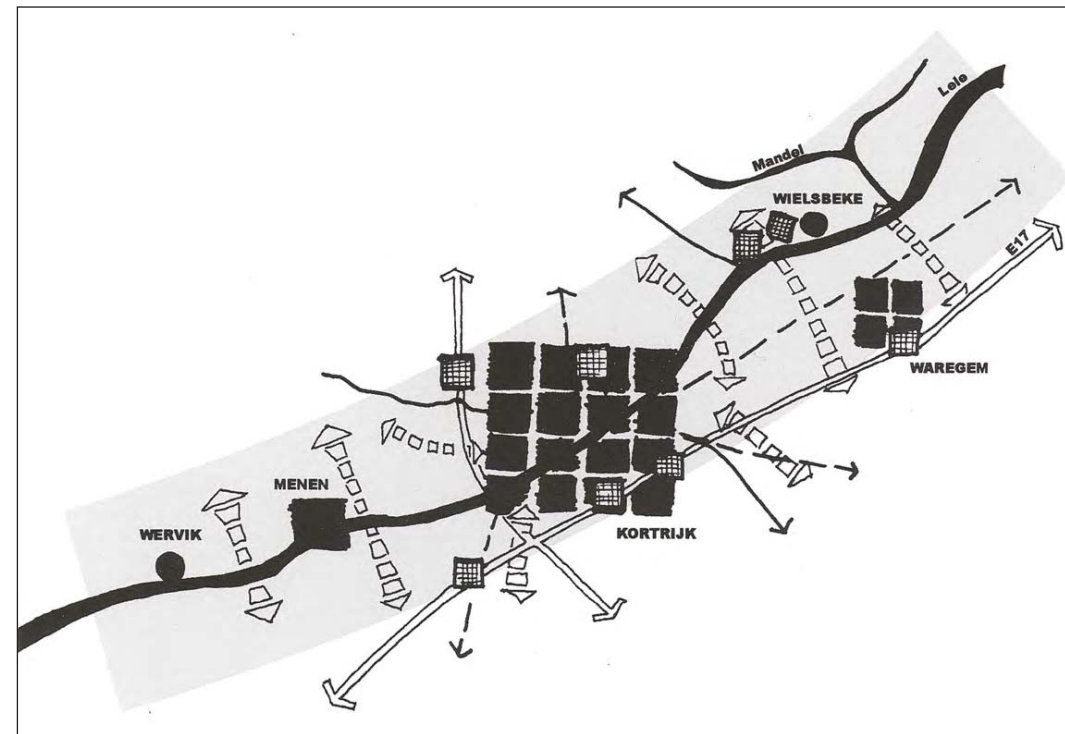 Leie
Mandel
WIELSBEKE
E17
WAREGEM
MENEN
WERVIK
KORTRIJK